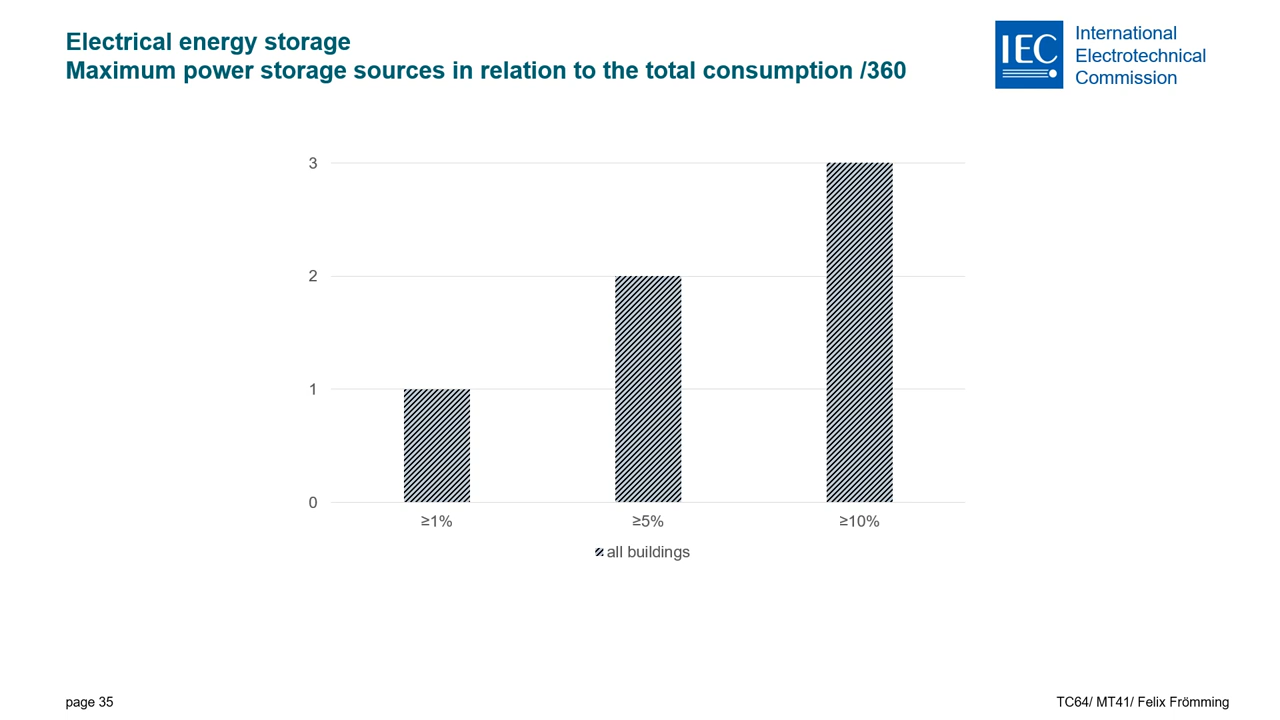 Electrical energy storage
Maximum power storage sources in relation to the total consumption /360
IEC
International
Electrotechnical
Commission
3
2
1
0
≥1%
≥5%
≥10%
all buildings
page 35
TC64/ MT41/ Felix Frömming